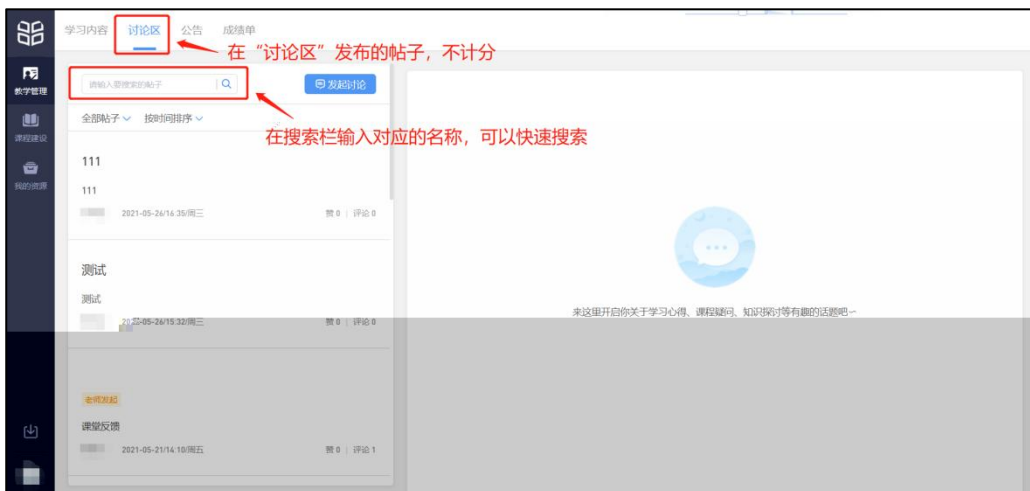 学习内容 讨论区 公告 成绩单
在“讨论区”发布的帖子，不计分
教学管理
课程建设
我的资源
请输入要搜索的帖子
发起讨论
全部帖子 按时间排序
在搜索栏输入对应的名称，可以快速搜索
111
111
2021-05-26/16:35/周三 赞 0 | 评论 0
测试
测试
2021-05-26/15:32/周三 赞 0 | 评论 0
来这里开启你关于学习心得、课程疑问、知识探讨等有趣的话题吧~
老师发起
课堂反馈
2021-05-21/14:10/周五 赞 0 | 评论 1